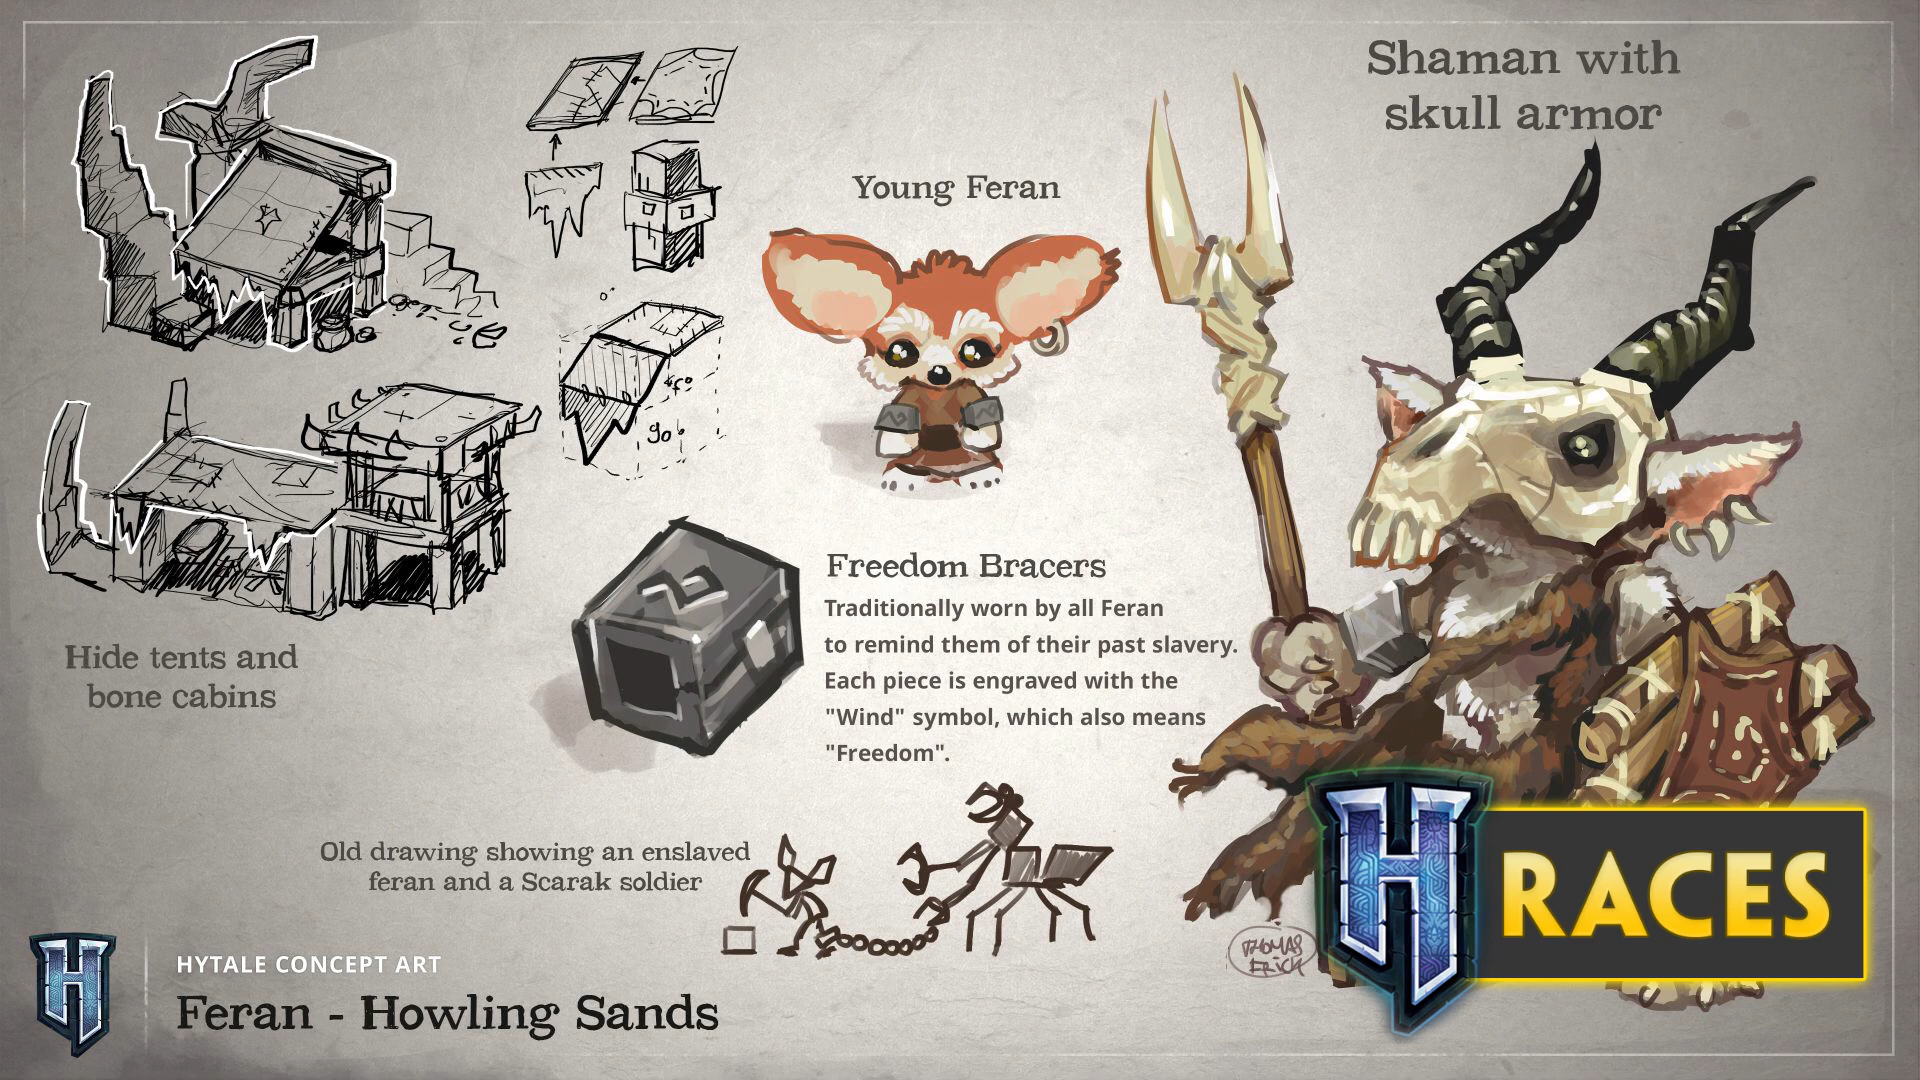 Shaman with
skull armor
Young Feran
Freedom Bracers
Traditionally worn by all Feran
to remind them of their past slavery.
Each piece is engraved with the
"Wind" symbol, which also means
"Freedom".
Hide tents and
bone cabins
Old drawing showing an enslaved
feran and a Scarak soldier
H RACES
H
HYTALE CONCEPT ART
Feran - Howling Sands
THOMAS
FRICK